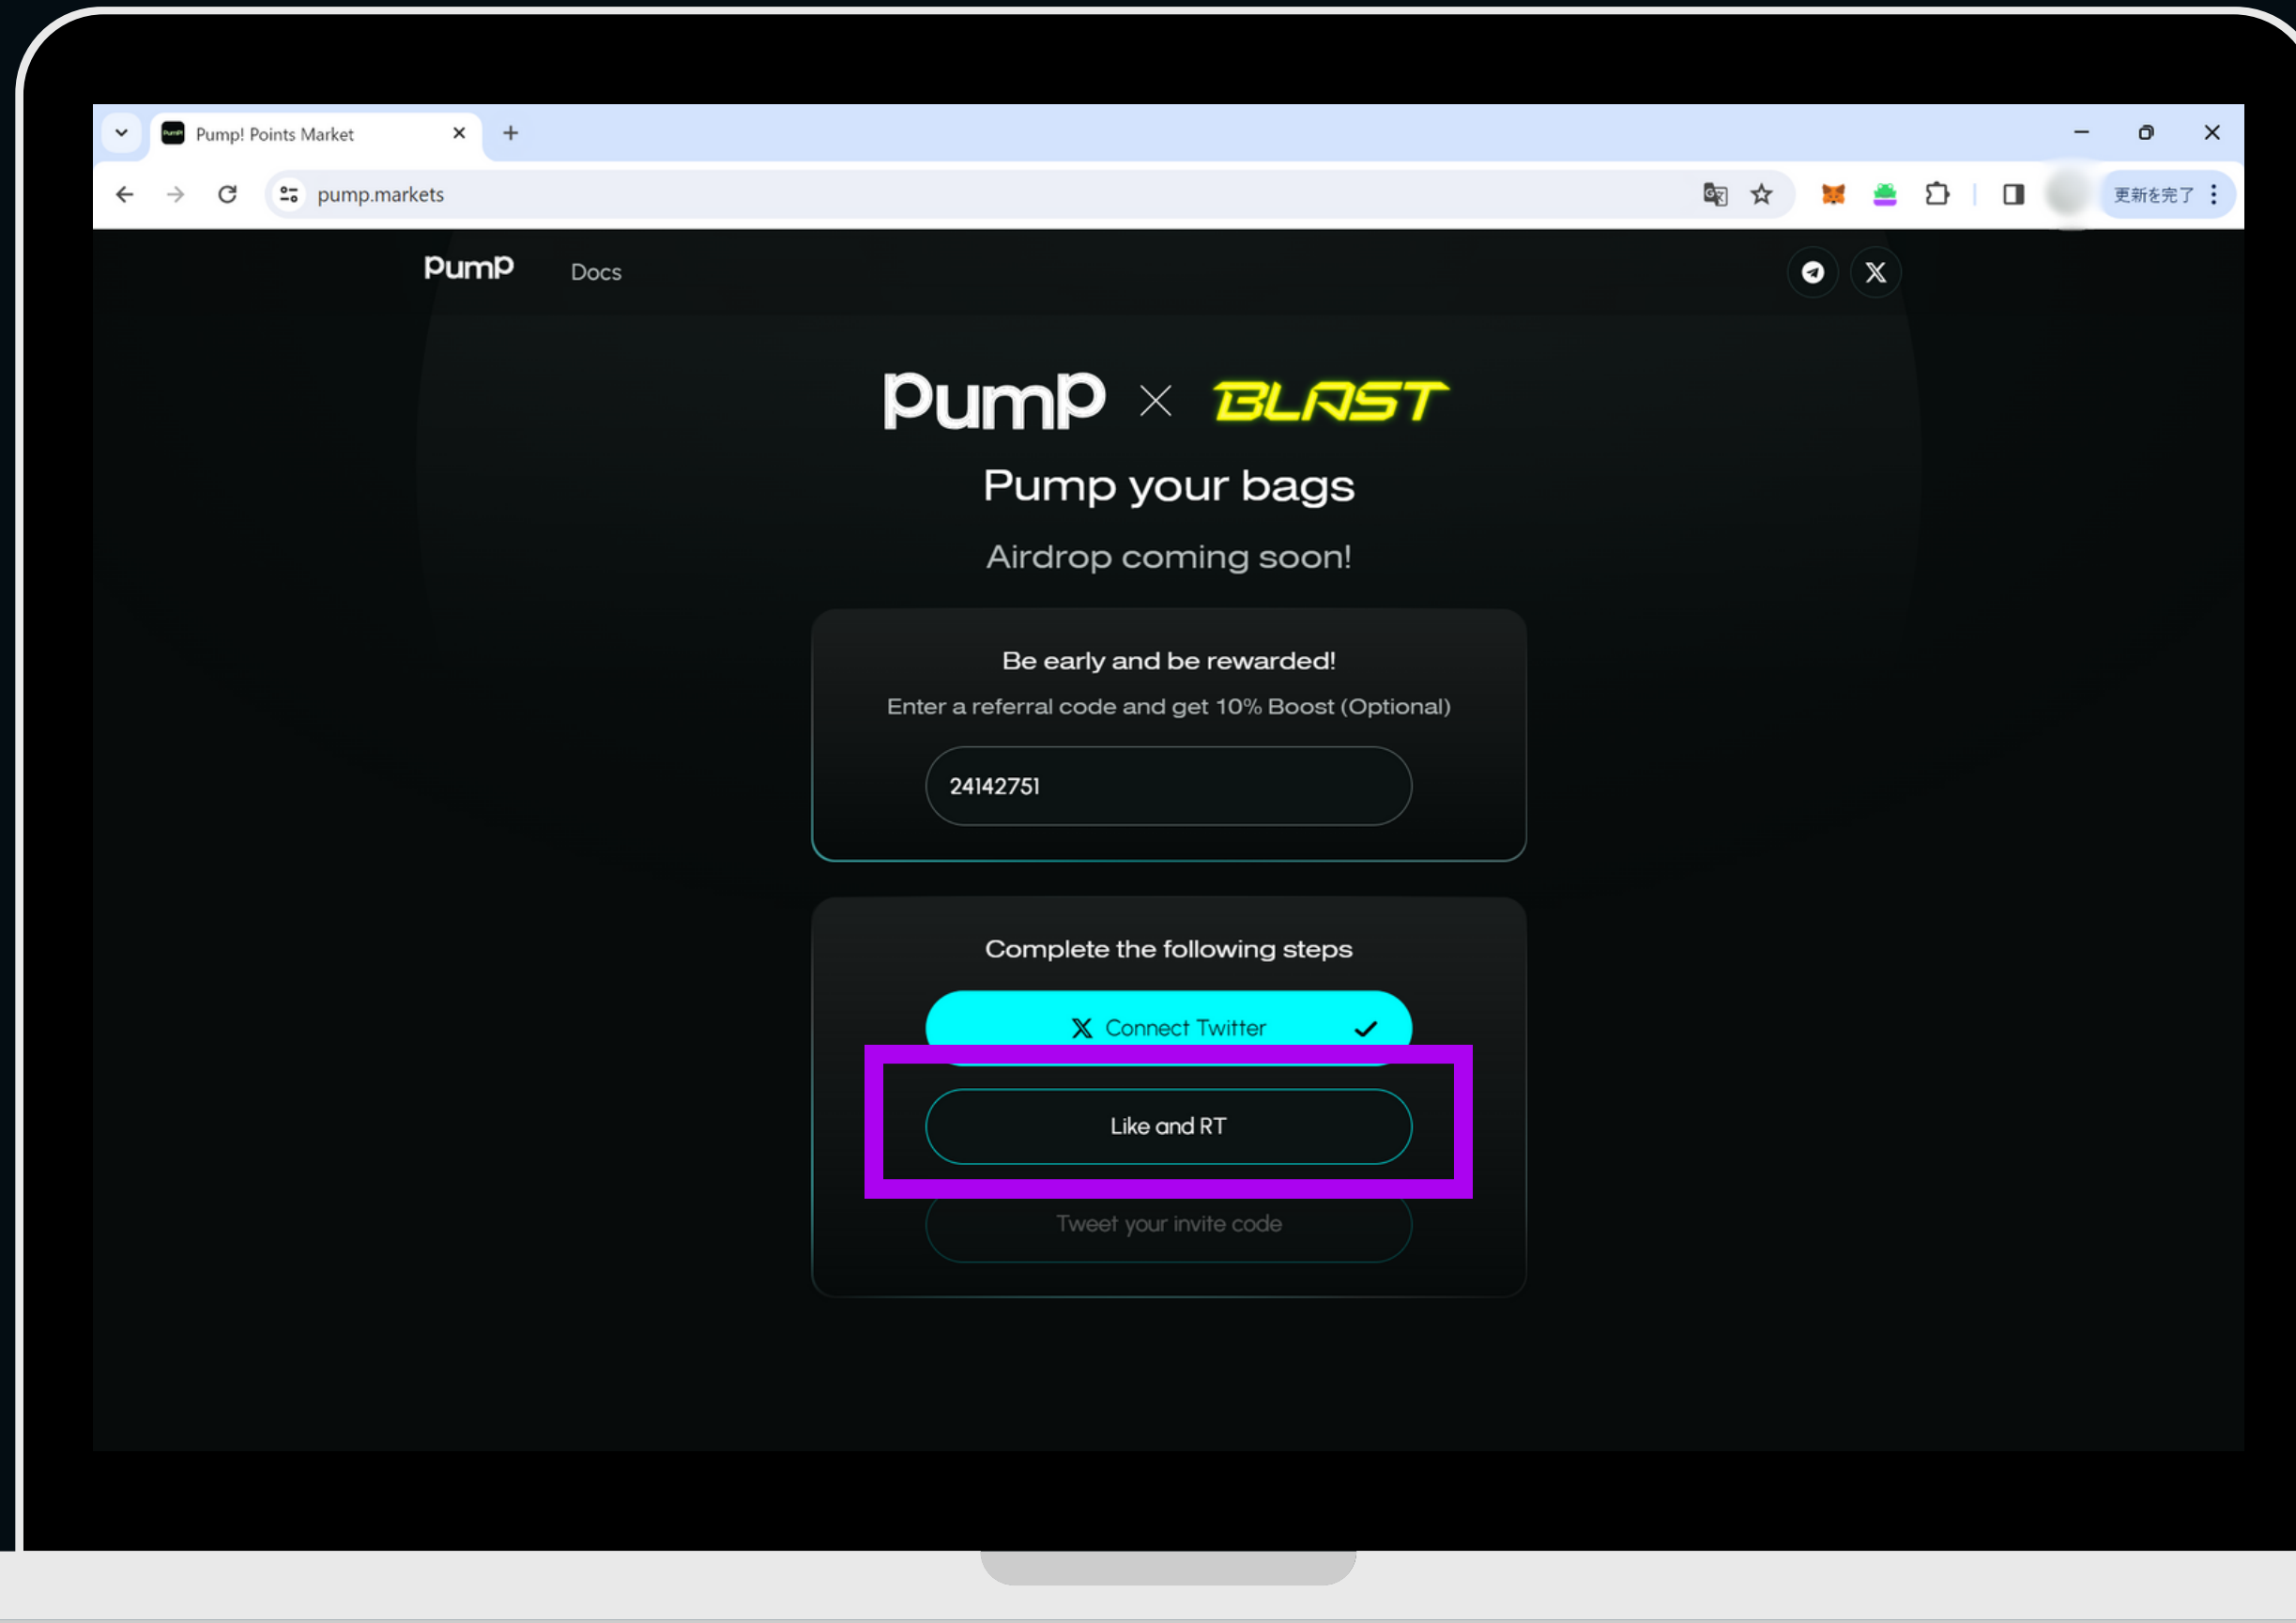 Pump! Points Market
pump.markets
更新を完了
pump
Docs
pump × BLAST
Pump your bags
Airdrop coming soon!
Be early and be rewarded!
Enter a referral code and get 10% Boost (Optional)
24142751
Complete the following steps
X Connect Twitter
Like and RT
Tweet your invite code